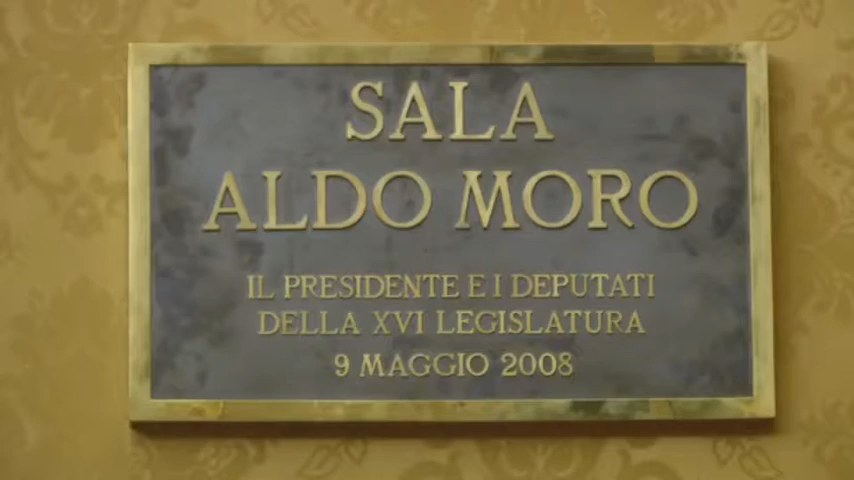 SALA
ALDO MORO
IL PRESIDENTE E I DEPUTATI
DELLA XVI LEGISLATURA
9 MAGGIO 2008